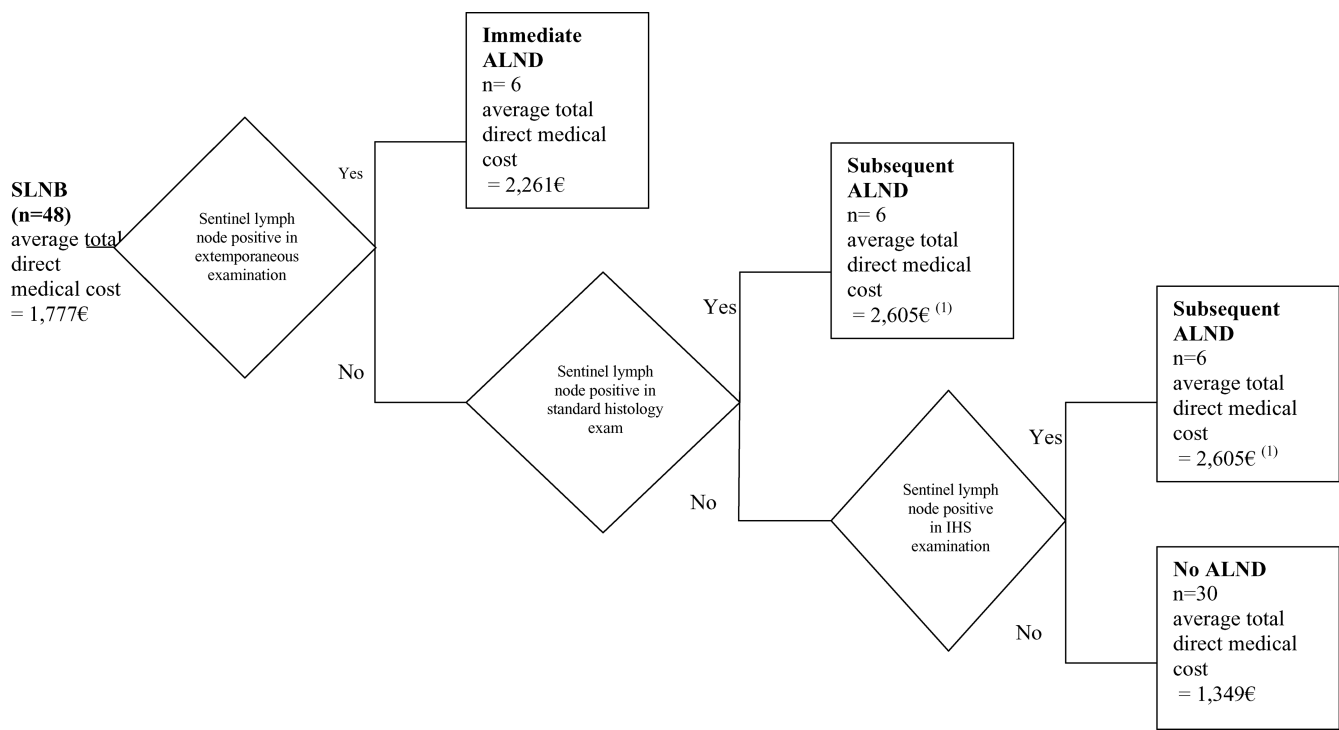 SLNB
(n=48)
average total
direct
medical cost
= 1,777€
Sentinel lymph
node positive in
extemporaneous
examination
Yes
Immediate
ALND
n= 6
average total
direct medical
cost
= 2,261€
No
Sentinel lymph
node positive in
standard histology
exam
Yes
Subsequent
ALND
n= 6
average total
direct medical
cost
= 2,605€ (1)
No
Sentinel lymph
node positive
in IHS
examination
Yes
Subsequent
ALND
n=6
average total
direct medical
cost
= 2,605€ (1)
No
No ALND
n=30
average total
direct medical
cost
= 1,349€